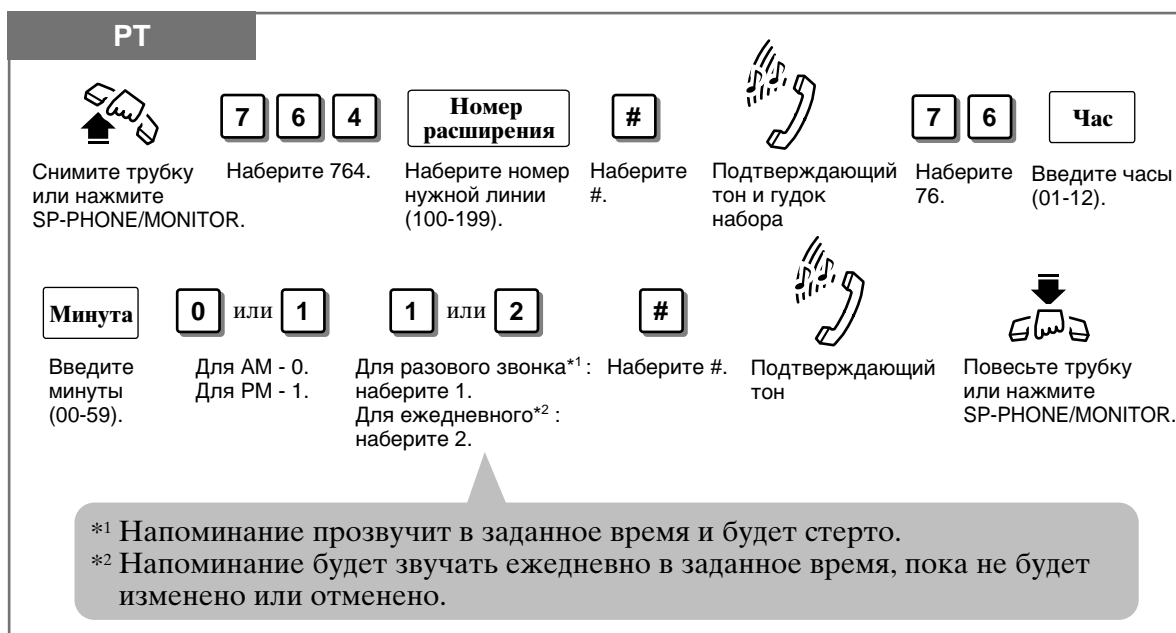 PT
7 6 4 Номер расширения # 7 6 Час
Снимите трубку
или нажмите
SP-PHONE/MONITOR.
Наберите 764.
Наберите номер
нужной линии
(100-199).
Наберите
#.
Подтверждающий
тон и гудок
набора
Наберите
76.
Введите часы
(01-12).
Минута 0 или 1 1 или 2 #
Введите
минуты
(00-59).
Для AM - 0.
Для PM - 1.
Для разового звонка*1 :
наберите 1.
Для ежедневного*2 :
наберите 2.
Наберите #.
Подтверждающий
тон
Повесьте трубку
или нажмите
SP-PHONE/MONITOR.
*1 Напоминание прозвучит в заданное время и будет стерто.
*2 Напоминание будет звучать ежедневно в заданное время, пока не будет
изменено или отменено.